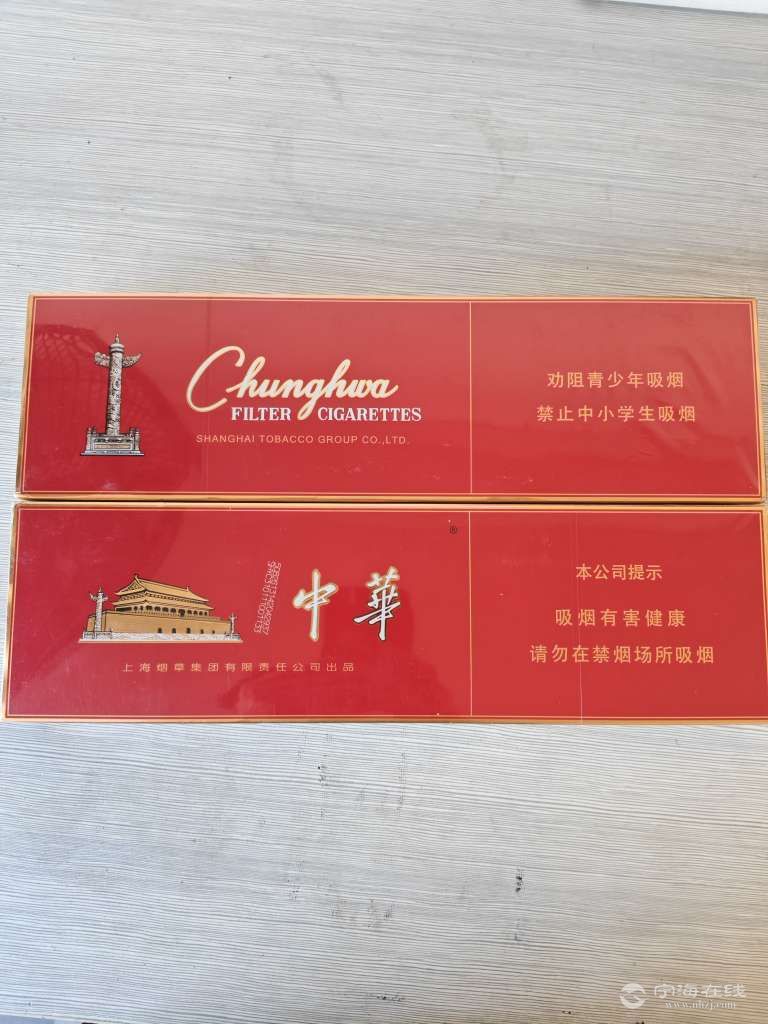 Chunghwa
FILTER CIGARETTES
SHANGHAI TOBACCO GROUP CO.,LTD.
劝阻青少年吸烟
禁止中小学生吸烟
®
中華
上海烟草集团有限责任公司出品
本公司提示
吸烟有害健康
请勿在禁烟场所吸烟
宁海在线
www.nhzj.com